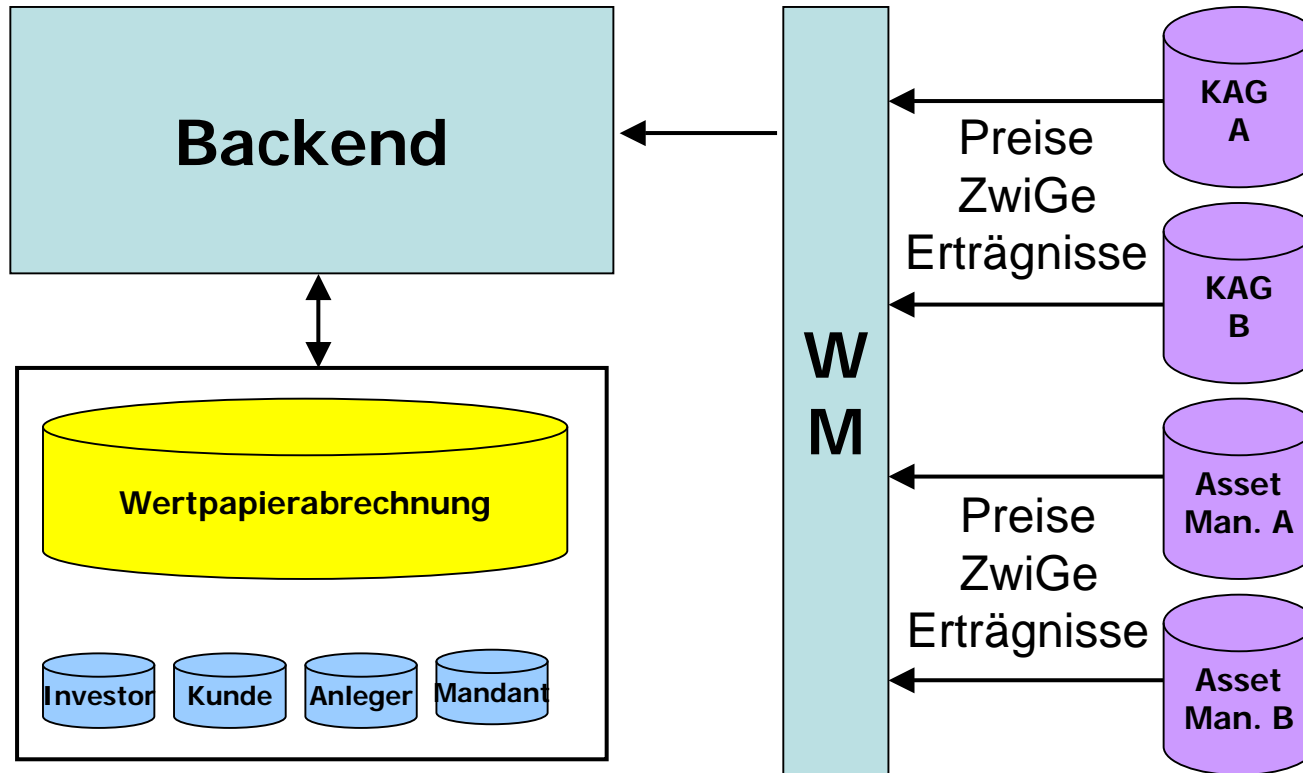 Backend
Wertpapierabrechnung
Investor
Kunde
Anleger
Mandant
W
M
Preise
ZwiGe
Erträgnisse
Preise
ZwiGe
Erträgnisse
KAG
A
KAG
B
Asset
Man. A
Asset
Man. B